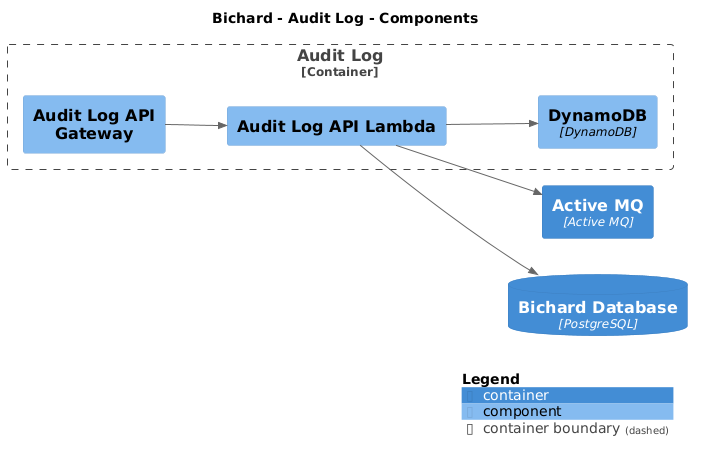 Bichard - Audit Log - Components
Audit Log
[Container]
Audit Log API
Gateway
Audit Log API Lambda
DynamoDB
[DynamoDB]
Active MQ
[Active MQ]
Bichard Database
[PostgreSQL]
Legend
container
component
container boundary (dashed)